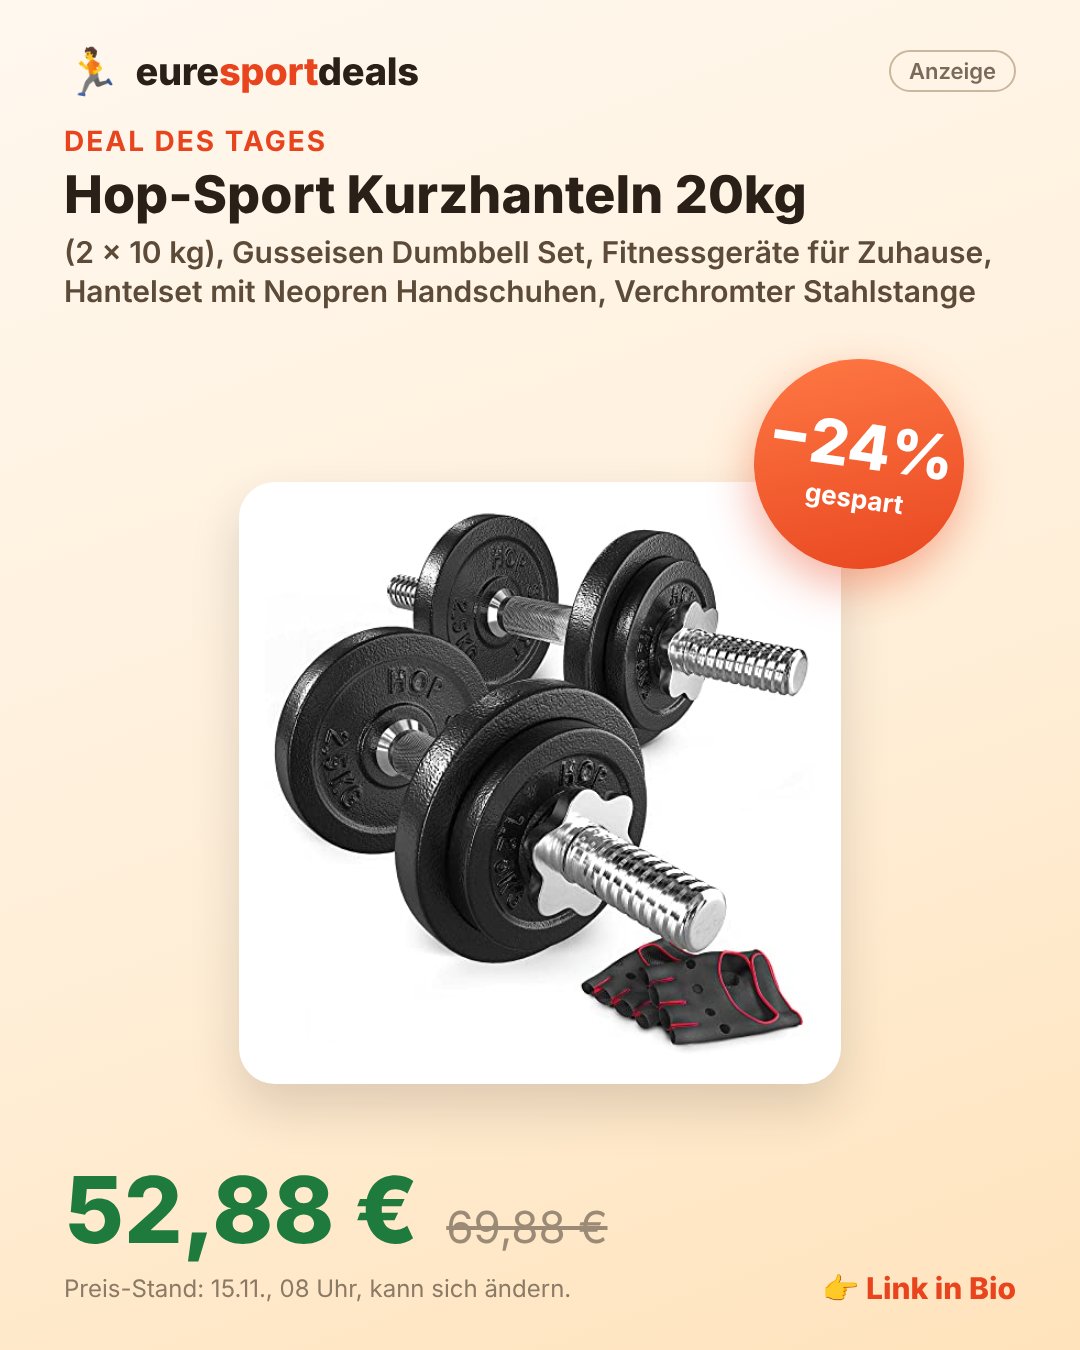 euresportdeals
Anzeige
DEAL DES TAGES
Hop-Sport Kurzhanteln 20kg
(2 × 10 kg), Gusseisen Dumbbell Set, Fitnessgeräte für Zuhause,
Hantelset mit Neopren Handschuhen, Verchromter Stahlstange
−24%
gespart
HOP
2,5 KG
HOP
HOP
2,5 KG
HOP
52,88 € 69,88 €
Preis-Stand: 15.11., 08 Uhr, kann sich ändern.
👉 Link in Bio